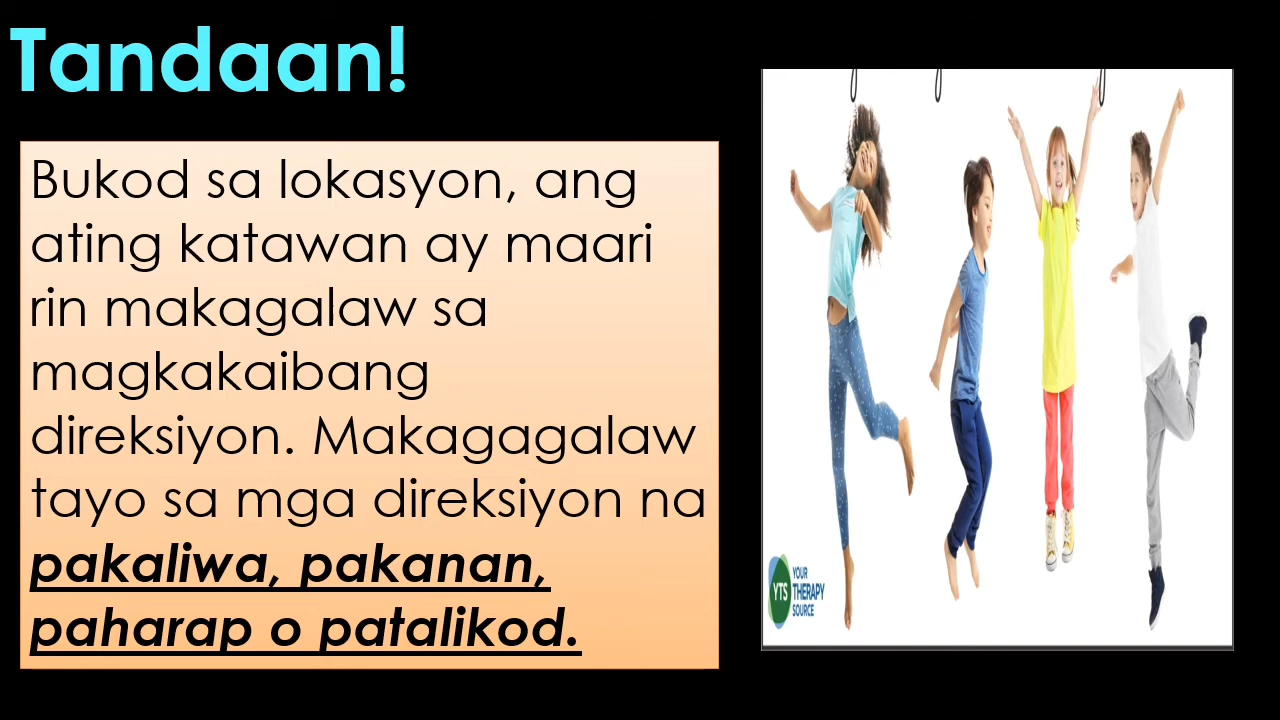 Tandaan!
Bukod sa lokasyon, ang
ating katawan ay maari
rin makagalaw sa
magkakaibang
direksiyon. Makagagalaw
tayo sa mga direksiyon na
pakaliwa, pakanan,
paharap o patalikod.
YTS
YOUR
THERAPY
SOURCE